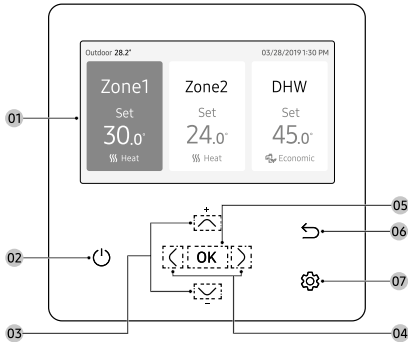 Outdoor 28.2°
03/28/2019 1:30 PM
Zone1
Set
30.0°
Heat
Zone2
Set
24.0°
Heat
DHW
Set
45.0°
Economic
01
02
03
+
OK
−
05
06
07
04